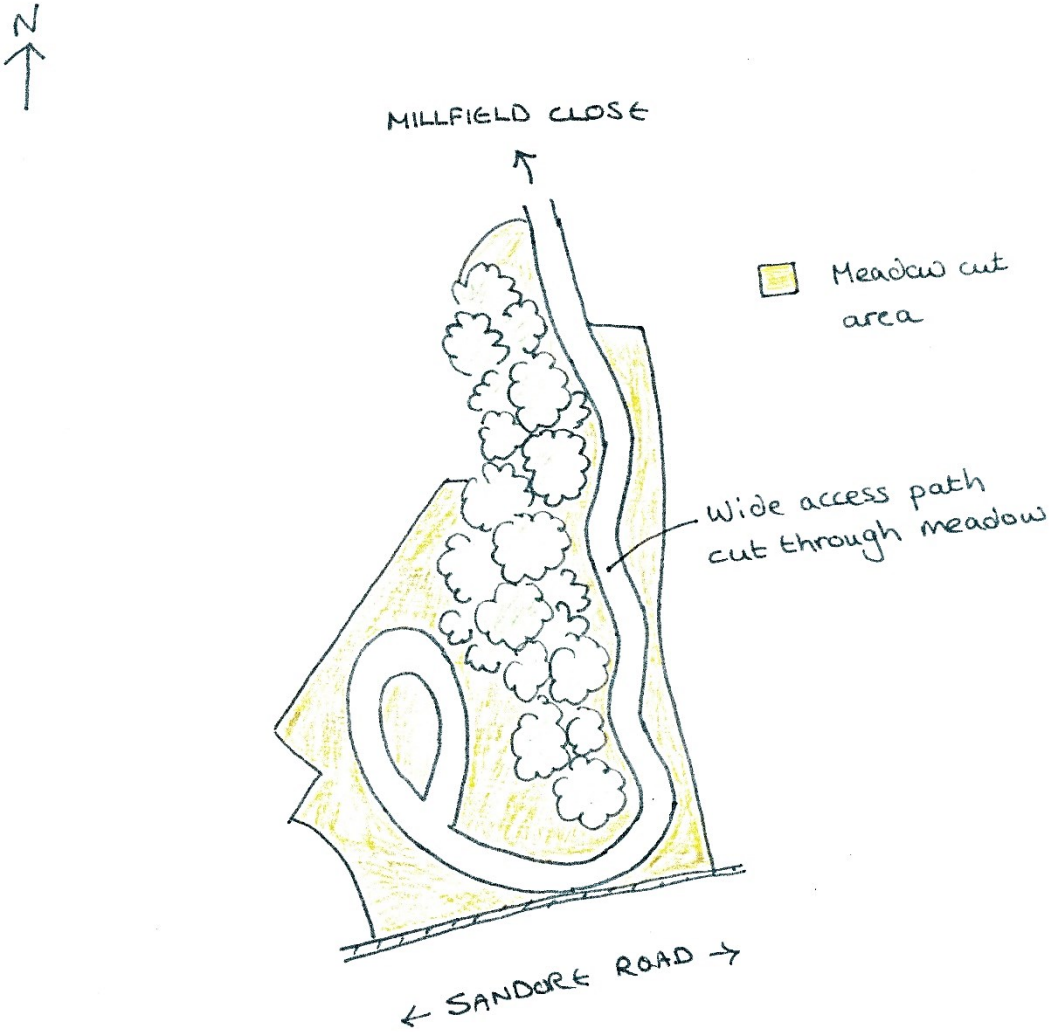 N
MILLFIELD CLOSE
Meadow cut
area
Wide access path
cut through meadow
← SANDORE ROAD →